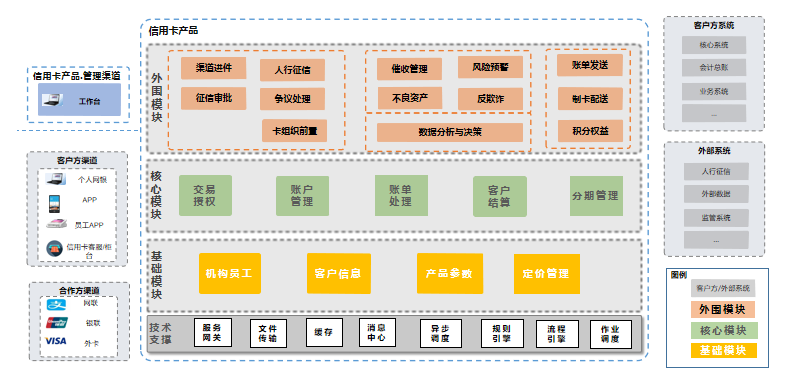 信用卡产品,管理渠道
工作台
客户方渠道
个人网银
APP
员工APP
信用卡客服/柜
台
合作方渠道
网联
银联
VISA
外卡
信用卡产品
外围模块
渠道进件
人行征信
征信审批
争议处理
卡组织前置
催收管理
风险预警
不良资产
反欺诈
数据分析与决策
账单发送
制卡配送
积分权益
核心模块
交易
授权
账户
管理
账单
处理
客户
结算
分期管理
基础模块
机构员工
客户信息
产品参数
定价管理
技术
支撑
服务
网关
文件
传输
缓存
消息
中心
异步
调度
规则
引擎
流程
引擎
作业
调度
客户方系统
核心系统
会计总账
业务系统
...
外部系统
人行征信
外部数据
监管系统
...
图例
客户方/外部系统
外围模块
核心模块
基础模块